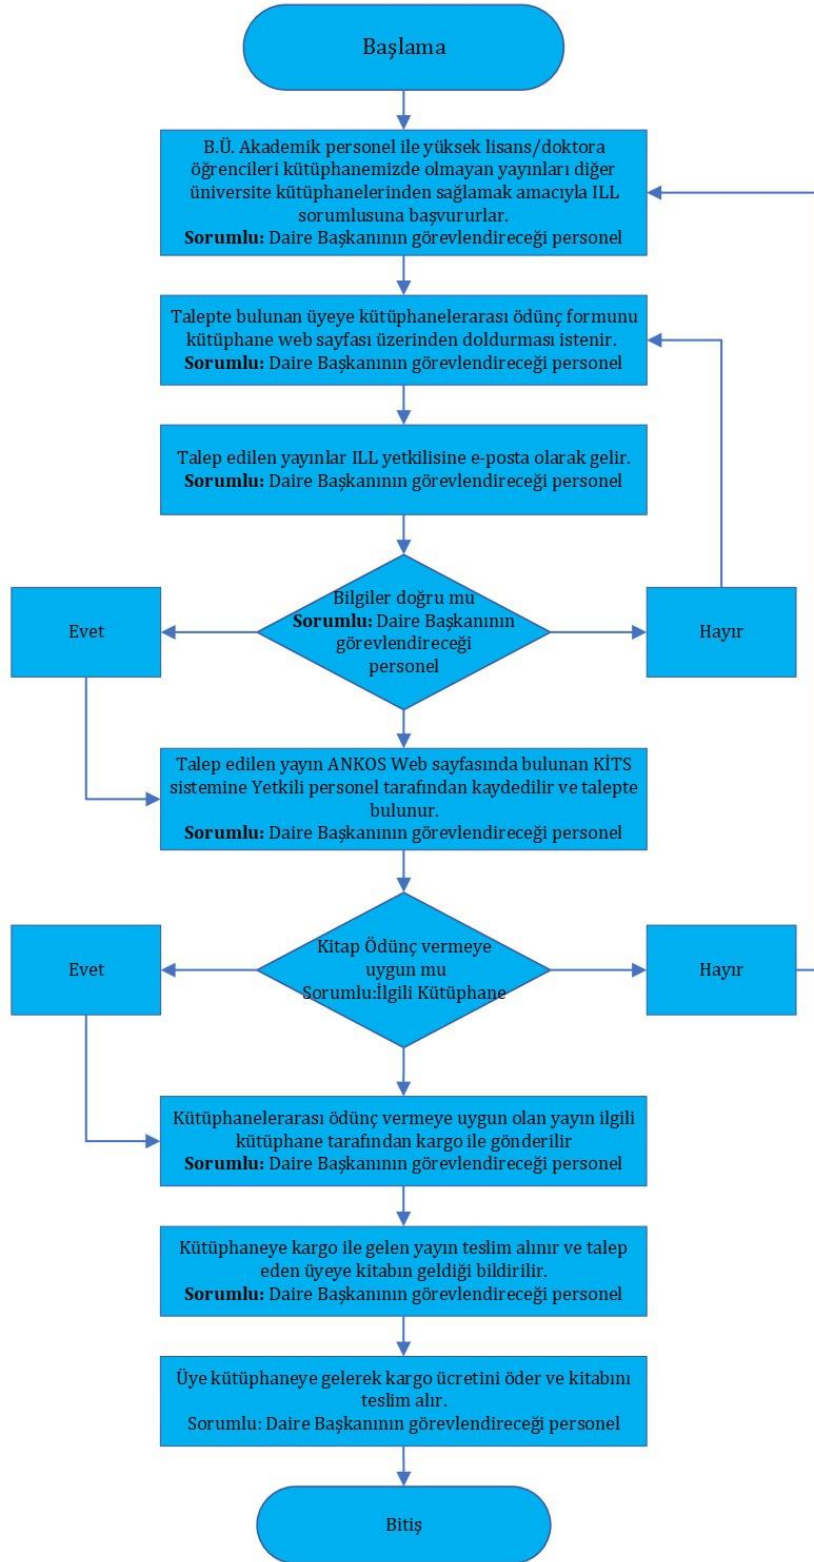 Başlama
B.Ü. Akademik personel ile yüksek lisans/doktora
öğrencileri kütüphanemizde olmayan yayınları diğer
üniversite kütüphanelerinden sağlamak amacıyla ILL
sorumlusuna başvururlar.
Sorumlu: Daire Başkanının görevlendireceği personel
Talepte bulunan üyeye kütüphanelerarası ödünç formunu
kütüphane web sayfası üzerinden doldurması istenir.
Sorumlu: Daire Başkanının görevlendireceği personel
Talep edilen yayınlar ILL yetkilisine e-posta olarak gelir.
Sorumlu: Daire Başkanının görevlendireceği personel
Evet
Bilgiler doğru mu
Sorumlu: Daire Başkanının
görevlendireceği
personel
Hayır
Talep edilen yayın ANKOS Web sayfasında bulunan KİTS
sistemine Yetkili personel tarafından kaydedilir ve talepte
bulunur.
Sorumlu: Daire Başkanının görevlendireceği personel
Evet
Kitap Ödünç vermeye
uygun mu
Sorumlu:İlgili Kütüphane
Hayır
Kütüphanelerarası ödünç vermeye uygun olan yayın ilgili
kütüphane tarafından kargo ile gönderilir
Sorumlu: Daire Başkanının görevlendireceği personel
Kütüphaneye kargo ile gelen yayın teslim alınır ve talep
eden üyeye kitabın geldiği bildirilir.
Sorumlu: Daire Başkanının görevlendireceği personel
Üye kütüphaneye gelerek kargo ücretini öder ve kitabını
teslim alır.
Sorumlu: Daire Başkanının görevlendireceği personel
Bitiş